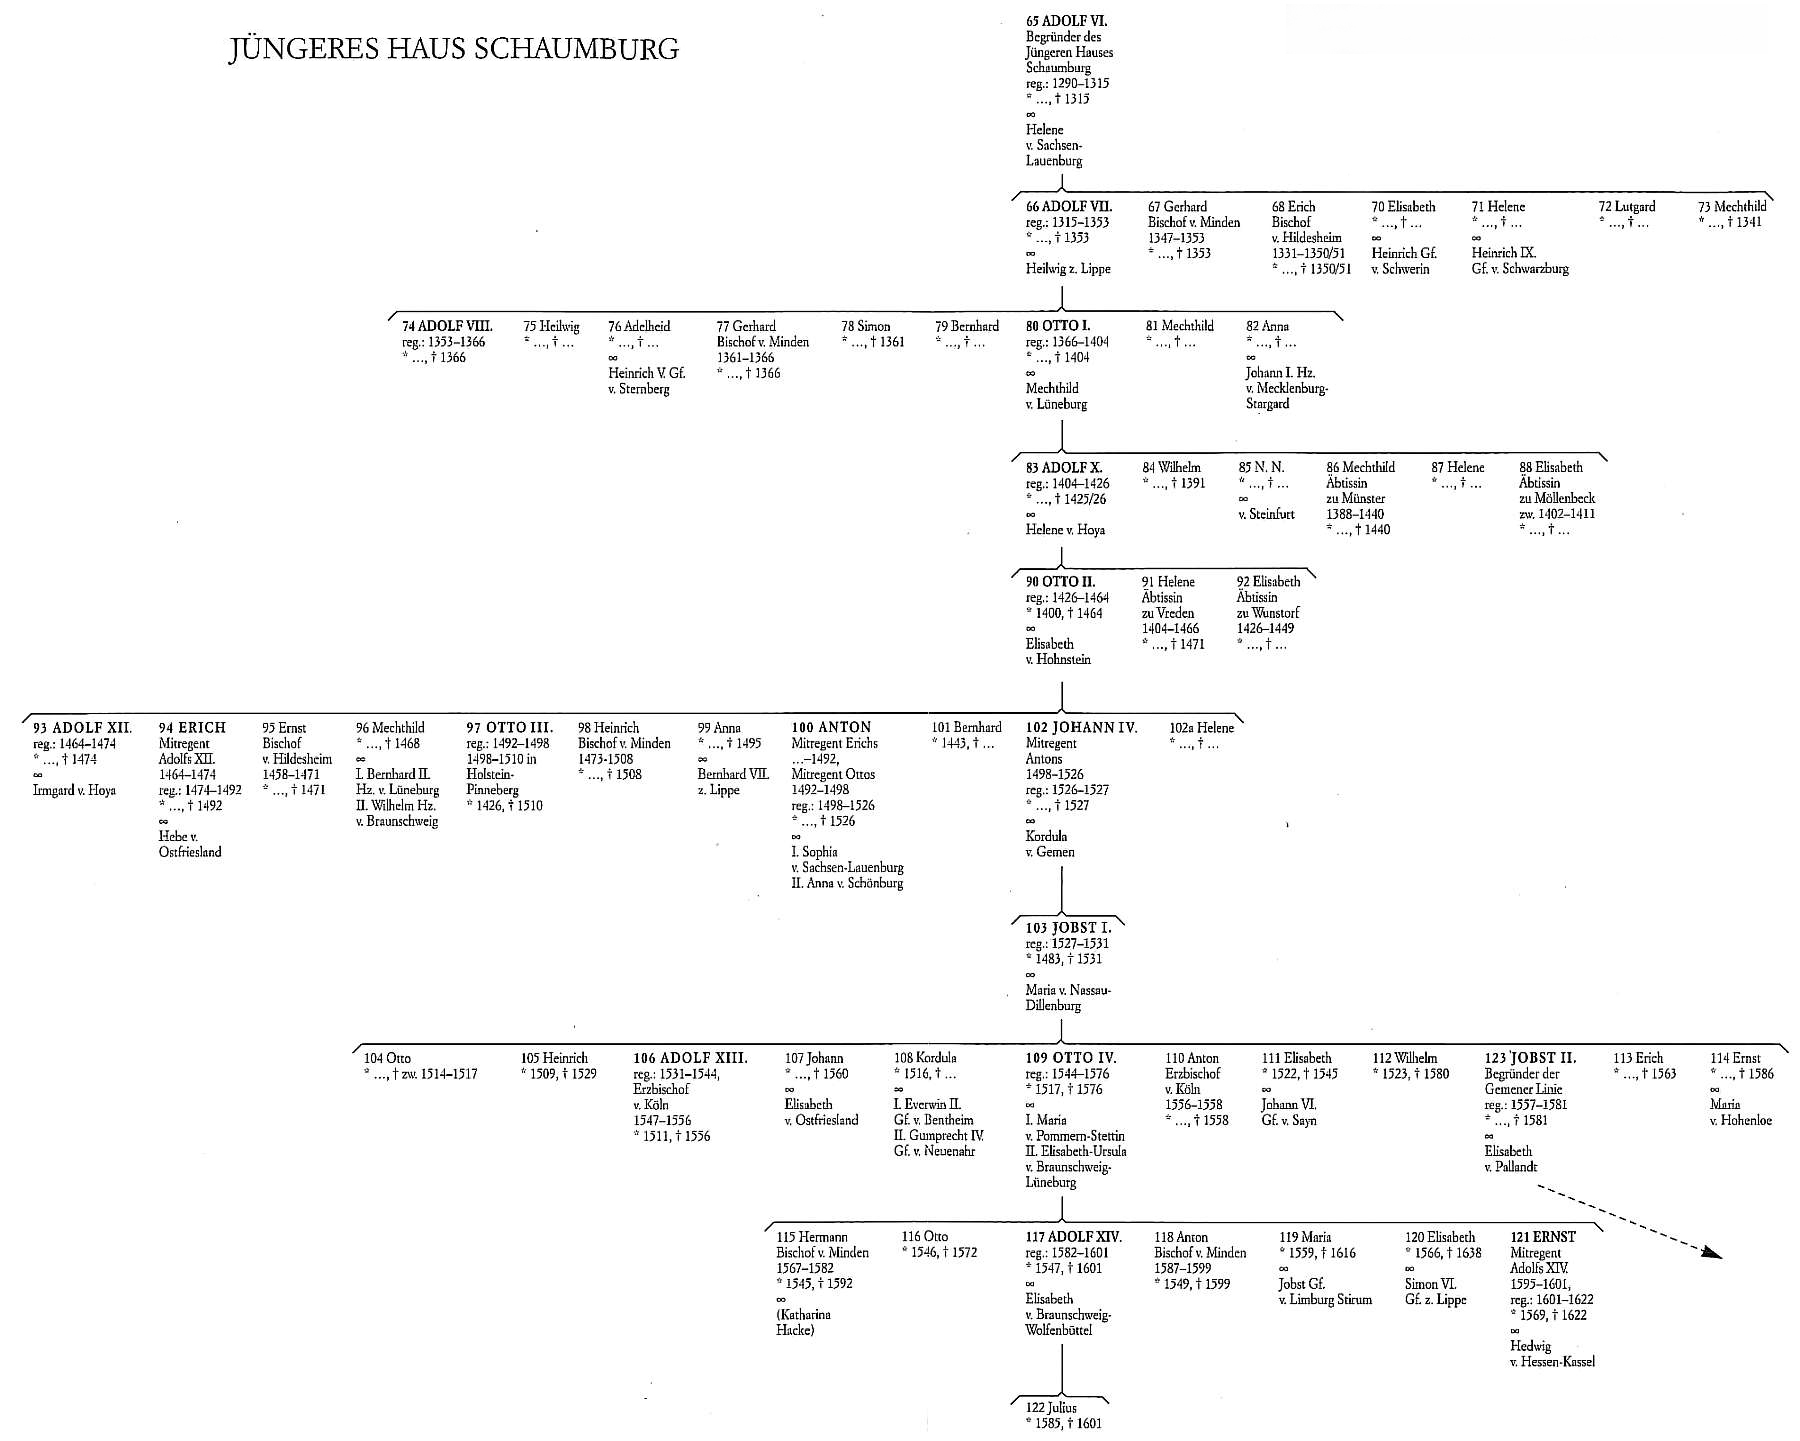 JÜNGERES HAUS SCHAUMBURG
65 ADOLF VI.
Begründer des
Jüngeren Hauses
Schaumburg
reg.: 1290–1315
* ..., † 1315
∞
Helene
v. Sachsen-
Lauenburg
66 ADOLF VII.
reg.: 1315–1353
* ..., † 1353
∞
Heilwig z. Lippe
67 Gerhard
Bischof v. Minden
1347–1353
* ..., † 1353
68 Erich
Bischof
v. Hildesheim
1331–1350/51
* ..., † 1350/51
70 Elisabeth
* ..., † ...
∞
Heinrich Gf.
v. Schwerin
71 Helene
* ..., † ...
∞
Heinrich IX.
Gf. v. Schwarzburg
72 Lutgard
* ..., † ...
73 Mechthild
* ..., † 1341
74 ADOLF VIII.
reg.: 1353–1366
* ..., † 1366
75 Heilwig
* ..., † ...
76 Adelheid
* ..., † ...
∞
Heinrich V. Gf.
v. Sternberg
77 Gerhard
Bischof v. Minden
1361–1366
* ..., † 1366
78 Simon
* ..., † 1361
79 Bernhard
* ..., † ...
80 OTTO I.
reg.: 1366–1404
* ..., † 1404
∞
Mechthild
v. Lüneburg
81 Mechthild
* ..., † ...
82 Anna
* ..., † ...
∞
Johann I. Hz.
v. Mecklenburg-
Stargard
83 ADOLF X.
reg.: 1404–1426
* ..., † 1425/26
∞
Helene v. Hoya
84 Wilhelm
* ..., † 1391
85 N. N.
* ..., † ...
∞
v. Steinfurt
86 Mechthild
Äbtissin
zu Münster
1388–1440
* ..., † 1440
87 Helene
* ..., † ...
88 Elisabeth
Äbtissin
zu Möllenbeck
zw. 1402–1411
* ..., † ...
90 OTTO II.
reg.: 1426–1464
* 1400, † 1464
∞
Elisabeth
v. Hohnstein
91 Helene
Äbtissin
zu Vreden
1404–1466
* ..., † 1471
92 Elisabeth
Äbtissin
zu Wunstorf
1426–1449
* ..., † ...
93 ADOLF XII.
reg.: 1464–1474
* ..., † 1474
∞
Irmgard v. Hoya
94 ERICH
Mitregent
Adolfs XII.
1464–1474
reg.: 1474–1492
* ..., † 1492
∞
Hebe v.
Ostfriesland
95 Ernst
Bischof
v. Hildesheim
1458–1471
* ..., † 1471
96 Mechthild
* ..., † 1468
∞
I. Bernhard II.
Hz. v. Lüneburg
II. Wilhelm Hz.
v. Braunschweig
97 OTTO III.
reg.: 1492–1498
1498–1510 in
Holstein-
Pinneberg
* 1426, † 1510
98 Heinrich
Bischof v. Minden
1473-1508
* ..., † 1508
99 Anna
* ..., † 1495
∞
Bernhard VII.
z. Lippe
100 ANTON
Mitregent Erichs
...–1492,
Mitregent Ottos
1492–1498
reg.: 1498–1526
* ..., † 1526
∞
I. Sophia
v. Sachsen-Lauenburg
II. Anna v. Schönburg
101 Bernhard
* 1443, † ...
102 JOHANN IV.
Mitregent
Antons
1498–1526
reg.: 1526–1527
* ..., † 1527
∞
Kordula
v. Gemen
102a Helene
* ..., † ...
103 JOBST I.
reg.: 1527–1531
* 1483, † 1531
∞
Maria v. Nassau-
Dillenburg
104 Otto
* ..., † zw. 1514–1517
105 Heinrich
* 1509, † 1529
106 ADOLF XIII.
reg.: 1531–1544,
Erzbischof
v. Köln
1547–1556
* 1511, † 1556
107 Johann
* ..., † 1560
∞
Elisabeth
v. Ostfriesland
108 Kordula
* 1516, † ...
∞
I. Everwin II.
Gf. v. Bentheim
II. Gumprecht IV.
Gf. v. Neuenahr
109 OTTO IV.
reg.: 1544–1576
* 1517, † 1576
∞
I. Maria
v. Pommern-Stettin
II. Elisabeth-Ursula
v. Braunschweig-
Lüneburg
110 Anton
Erzbischof
v. Köln
1556–1558
* ..., † 1558
111 Elisabeth
* 1522, † 1545
∞
Johann VI.
Gf. v. Sayn
112 Wilhelm
* 1523, † 1580
123 JOBST II.
Begründer der
Gemener Linie
reg.: 1557–1581
* ..., † 1581
∞
Elisabeth
v. Pallandt
113 Erich
* ..., † 1563
114 Ernst
* ..., † 1586
∞
Maria
v. Hohenloe
115 Hermann
Bischof v. Minden
1567–1582
* 1545, † 1592
∞
(Katharina
Hacke)
116 Otto
* 1546, † 1572
117 ADOLF XIV.
reg.: 1582–1601
* 1547, † 1601
∞
Elisabeth
v. Braunschweig-
Wolfenbüttel
118 Anton
Bischof v. Minden
1587–1599
* 1549, † 1599
119 Maria
* 1559, † 1616
∞
Jobst Gf.
v. Limburg Stirum
120 Elisabeth
* 1566, † 1638
∞
Simon VI.
Gf. z. Lippe
121 ERNST
Mitregent
Adolfs XIV.
1595–1601,
reg.: 1601–1622
* 1569, † 1622
∞
Hedwig
v. Hessen-Kassel
122 Julius
* 1585, † 1601